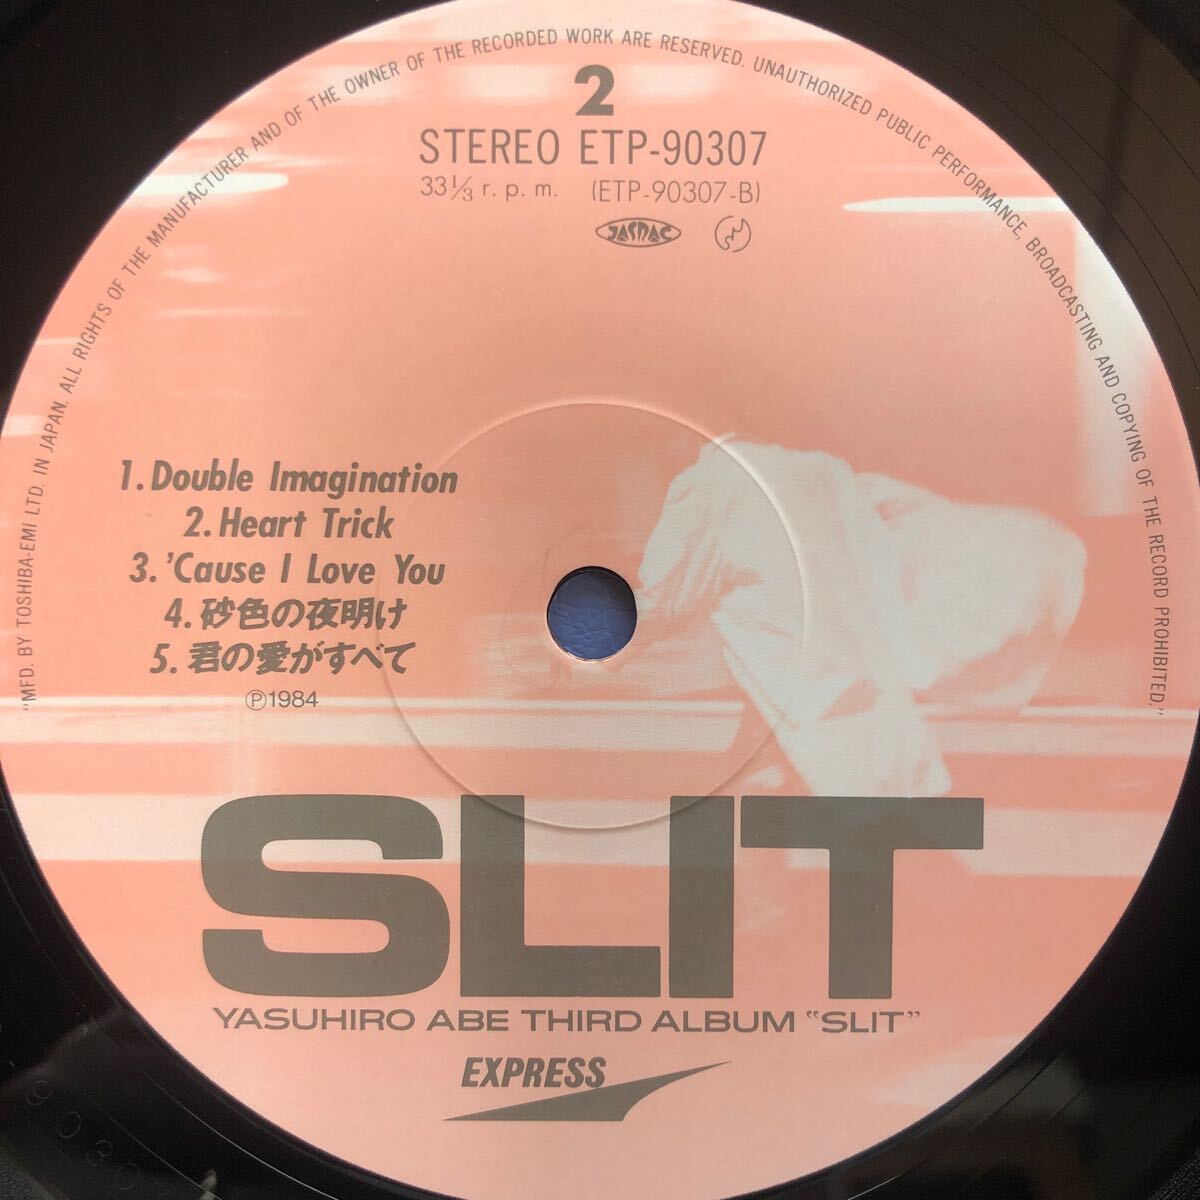 "MFD. BY TOSHIBA-EMI LTD. IN JAPAN. ALL RIGHTS OF THE MANUFACTURER AND OF THE OWNER OF THE RECORDED WORK ARE RESERVED. UNAUTHORIZED PUBLIC PERFORMANCE, BROADCASTING AND COPYING OF THE RECORD PROHIBITED."
2
STEREO ETP-90307
33⅓ r.p.m. (ETP-90307-B)
JASRAC
1. Double Imagination
2. Heart Trick
3. 'Cause I Love You
4. 砂色の夜明け
5. 君の愛がすべて
Ⓟ1984
SLIT
YASUHIRO ABE THIRD ALBUM "SLIT"
EXPRESS